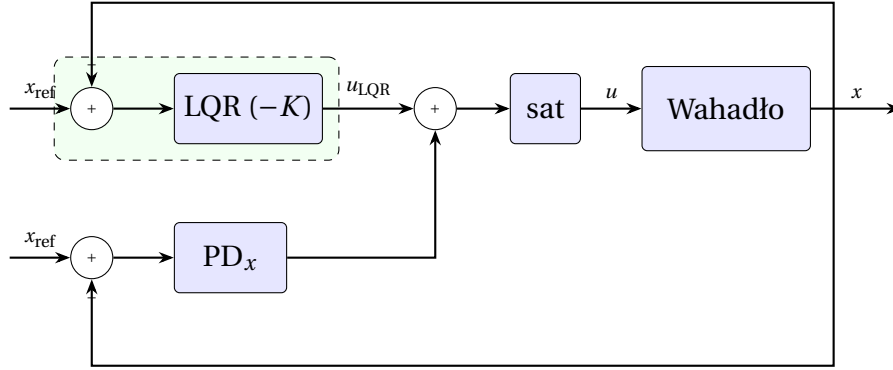 −
x_ref
+
LQR (−K)
u_LQR
+
sat
u
Wahadło
x
x_ref
+
PD_x
−